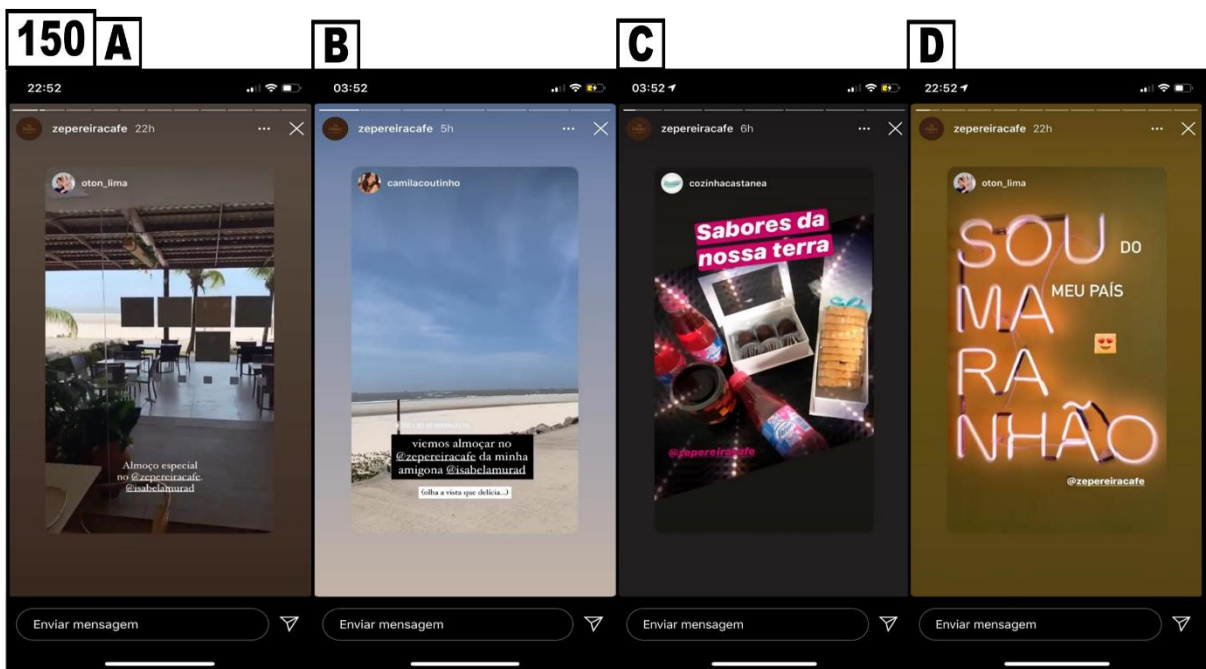 150 A
22:52
zepereiracafe 22h
oton_lima
Almoço especial
no @zepereiracafe.
@isabelamurad
Enviar mensagem
B
03:52
zepereiracafe 5h
camilacoutinho
viemos almoçar no
@zepereiracafe da minha
amigona @isabelamurad
(olha a vista que delícia...)
Enviar mensagem
C
03:52
zepereiracafe 6h
cozinhacastanea
Sabores da
nossa terra
@zepereiracafe
Enviar mensagem
D
22:52
zepereiracafe 22h
oton_lima
SOU DO
MEU PAÍS
MA
RA
NHÃO
@zepereiracafe
Enviar mensagem